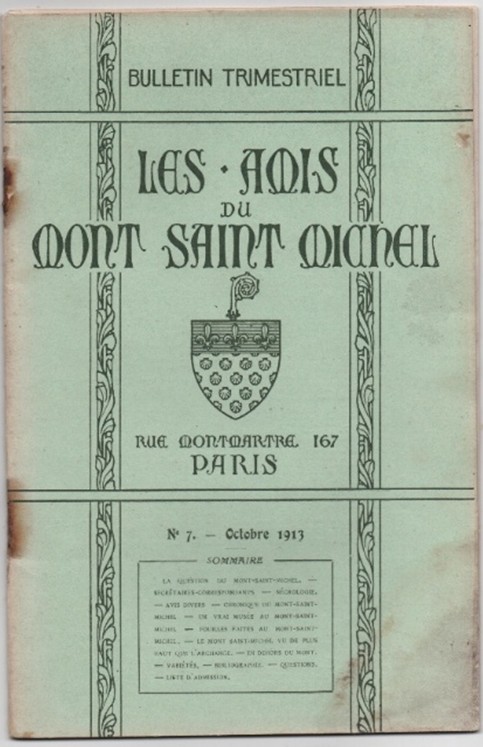 BULLETIN TRIMESTRIEL
LES · AMIS
DU
MONT SAINT MICHEL
RUE MONTMARTRE 167
PARIS
Nº 7. — Octobre 1913
SOMMAIRE
LA QUESTION DU MONT-SAINT-MICHEL. —
SECRÉTAIRES-CORRESPONDANTS. — NÉCROLOGIE.
— AVIS DIVERS — CHRONIQUE DU MONT-SAINT-
MICHEL — UN VRAI MUSÉE AU MONT-SAINT-
MICHEL — FOUILLES FAITES AU MONT-SAINT-
MICHEL. — LE MONT SAINT-MICHEL VU DE PLUS
HAUT QUE L'ARCHANGE. — EN DEHORS DU MONT.
— VARIÉTÉS. — BIBLIOGRAPHIE. — QUESTIONS.
— LISTE D'ADMISSION.